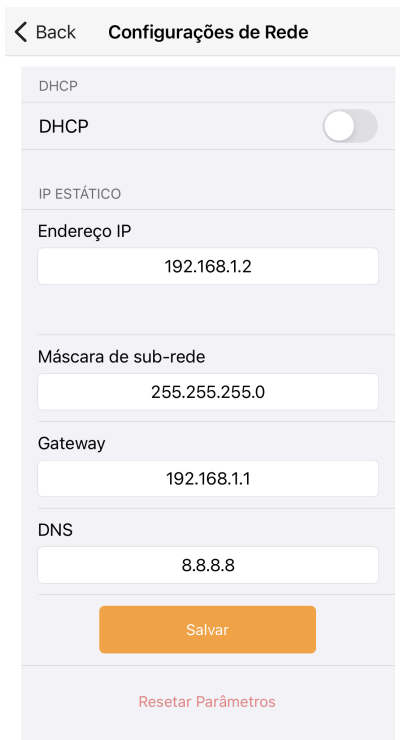 Back
Configurações de Rede
DHCP
DHCP
IP ESTÁTICO
Endereço IP
192.168.1.2
Máscara de sub-rede
255.255.255.0
Gateway
192.168.1.1
DNS
8.8.8.8
Salvar
Resetar Parâmetros